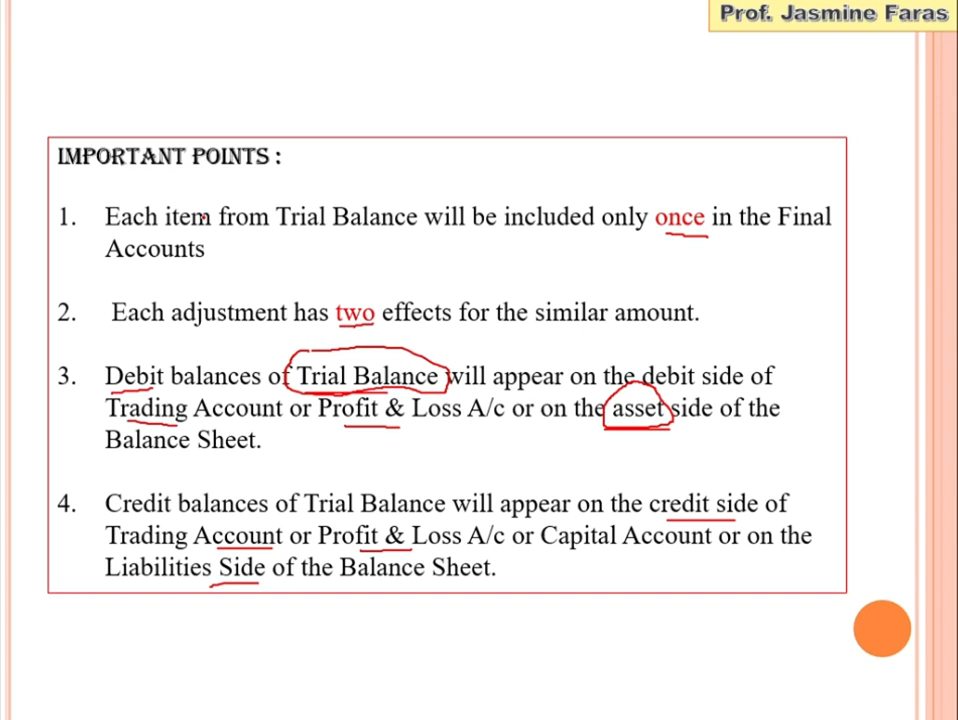 Prof. Jasmine Faras
IMPORTANT POINTS :
1. Each item from Trial Balance will be included only once in the Final
Accounts
2. Each adjustment has two effects for the similar amount.
3. Debit balances of Trial Balance will appear on the debit side of
Trading Account or Profit & Loss A/c or on the asset side of the
Balance Sheet.
4. Credit balances of Trial Balance will appear on the credit side of
Trading Account or Profit & Loss A/c or Capital Account or on the
Liabilities Side of the Balance Sheet.